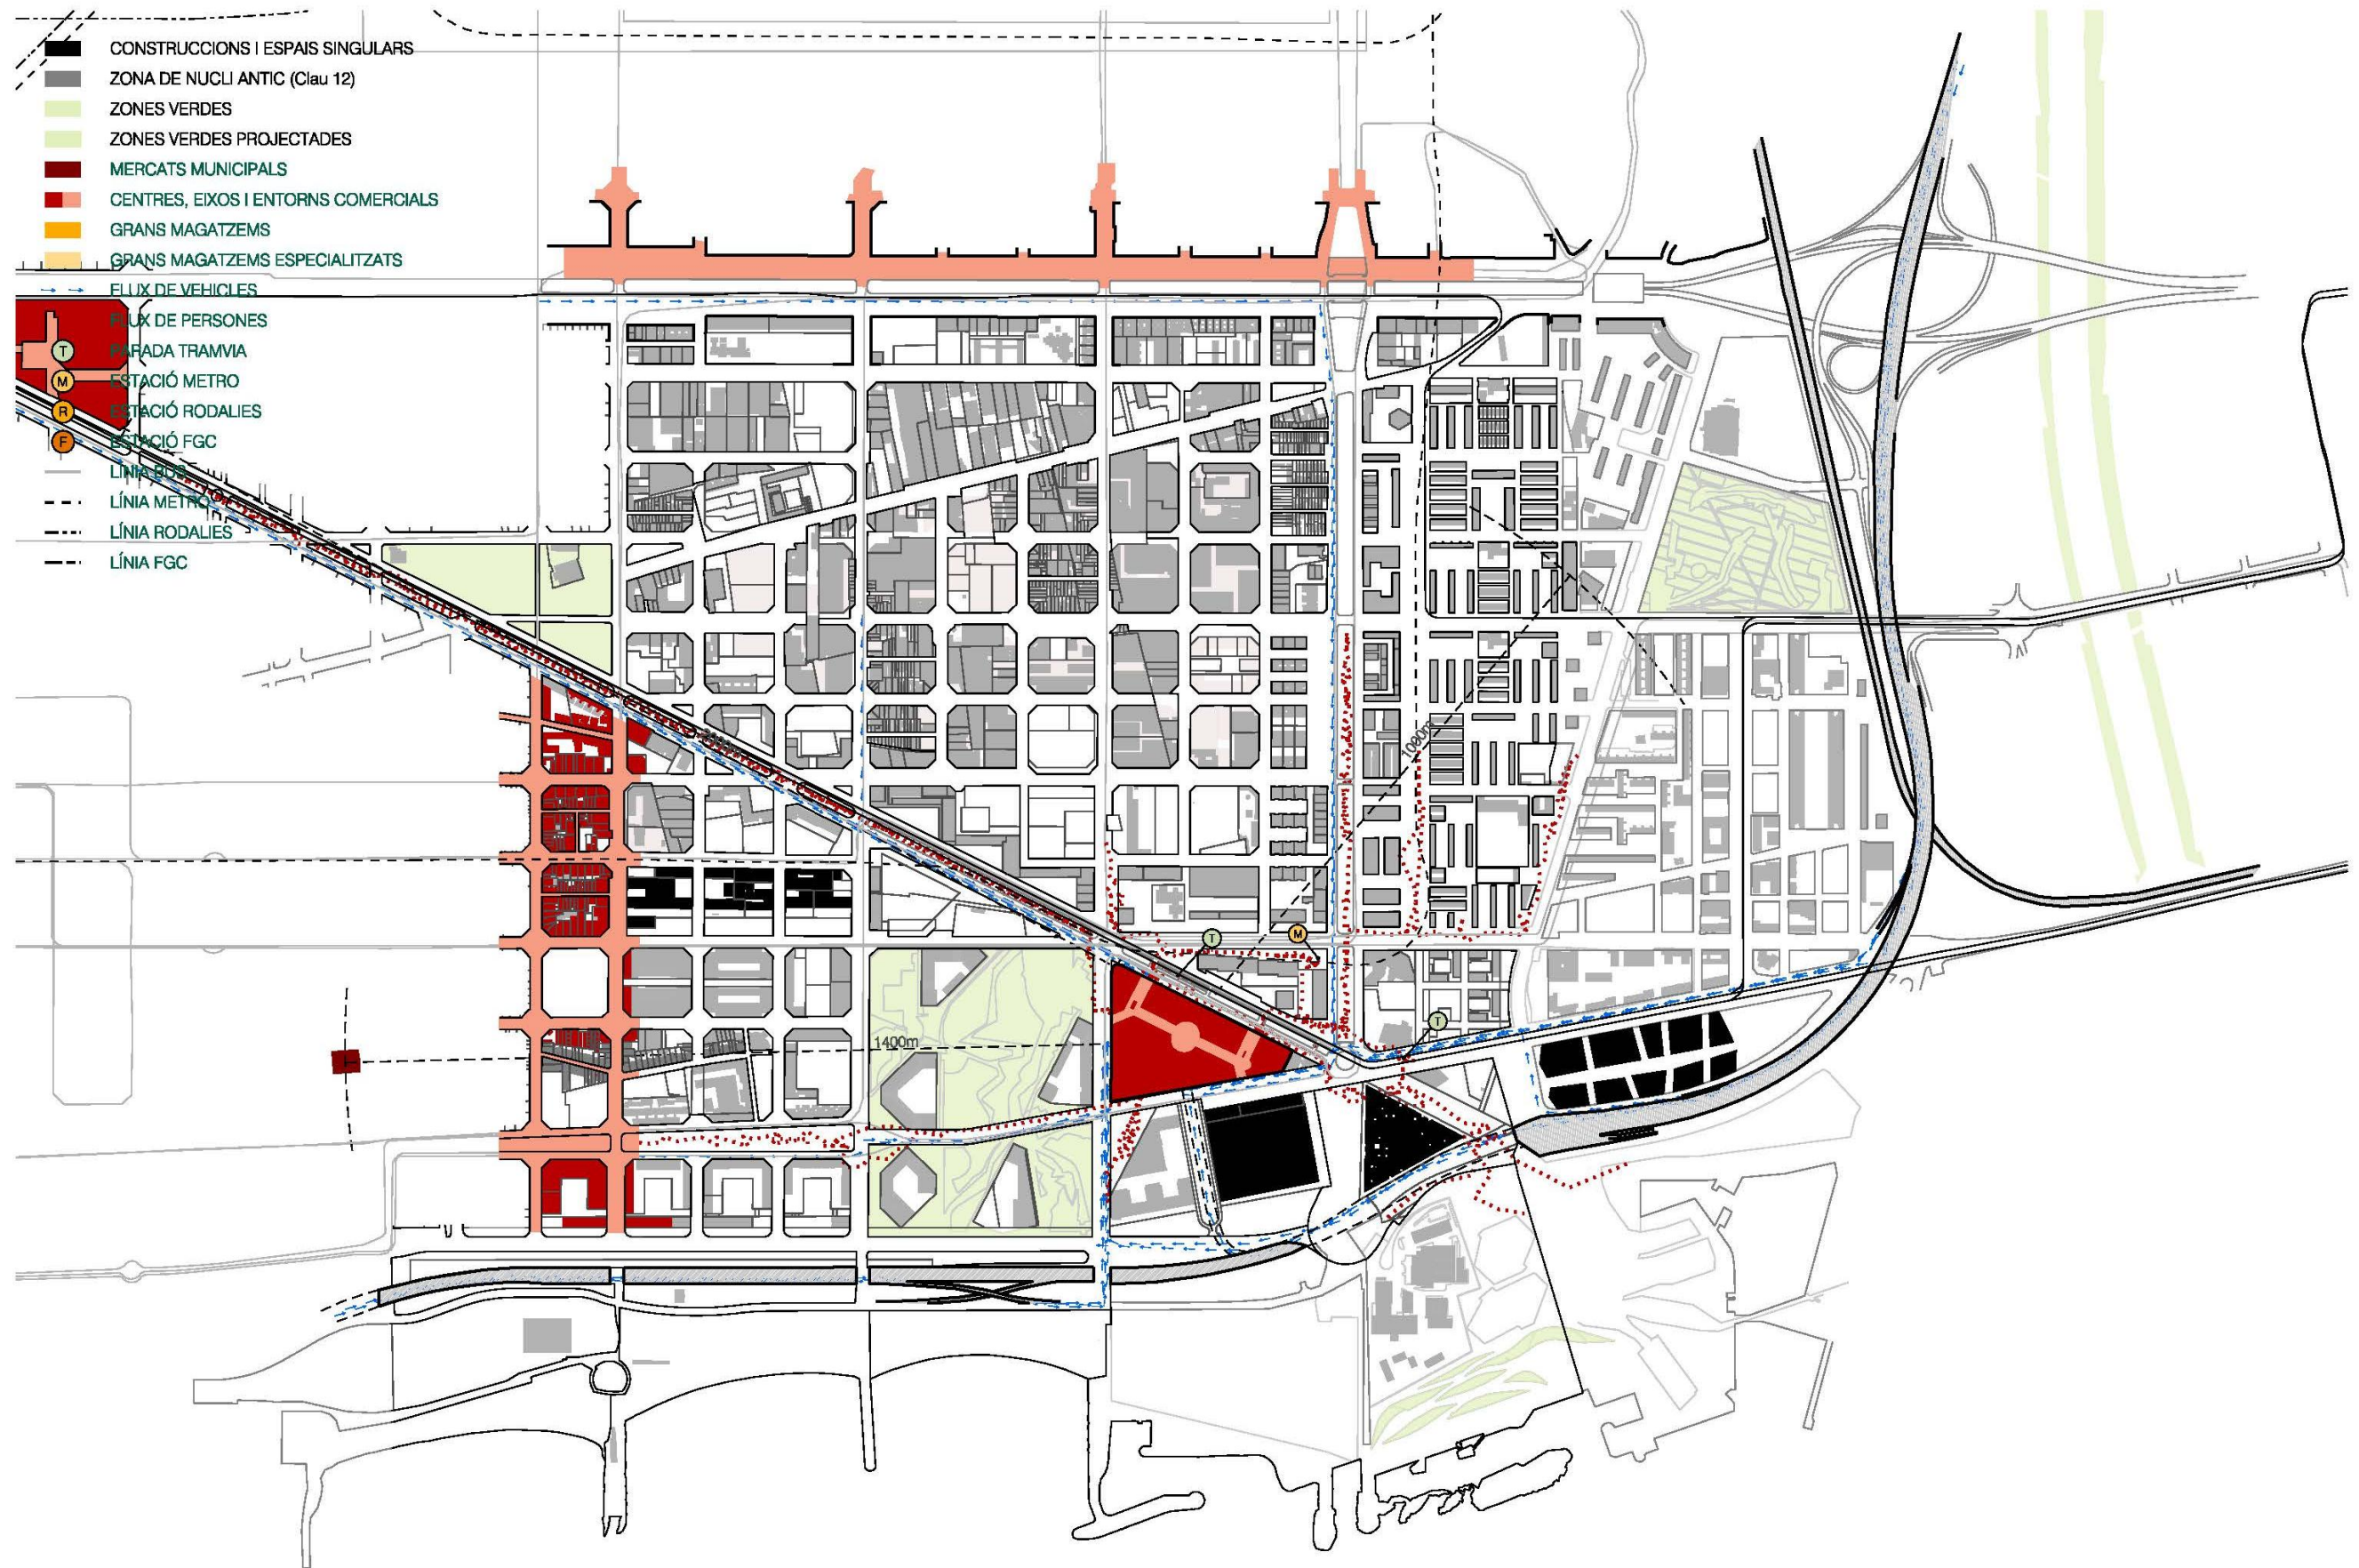 CONSTRUCCIONS I ESPAIS SINGULARS
ZONA DE NUCLI ANTIC (Clau 12)
ZONES VERDES
ZONES VERDES PROJECTADES
MERCATS MUNICIPALS
CENTRES, EIXOS I ENTORNS COMERCIALS
GRANS MAGATZEMS
GRANS MAGATZEMS ESPECIALITZATS
FLUX DE VEHICLES
FLUX DE PERSONES
T PARADA TRAMVIA
M ESTACIÓ METRO
R ESTACIÓ RODALIES
F ESTACIÓ FGC
LÍNIA BUS
LÍNIA METRO
LÍNIA RODALIES
LÍNIA FGC
1000m
T
M
T
1400m